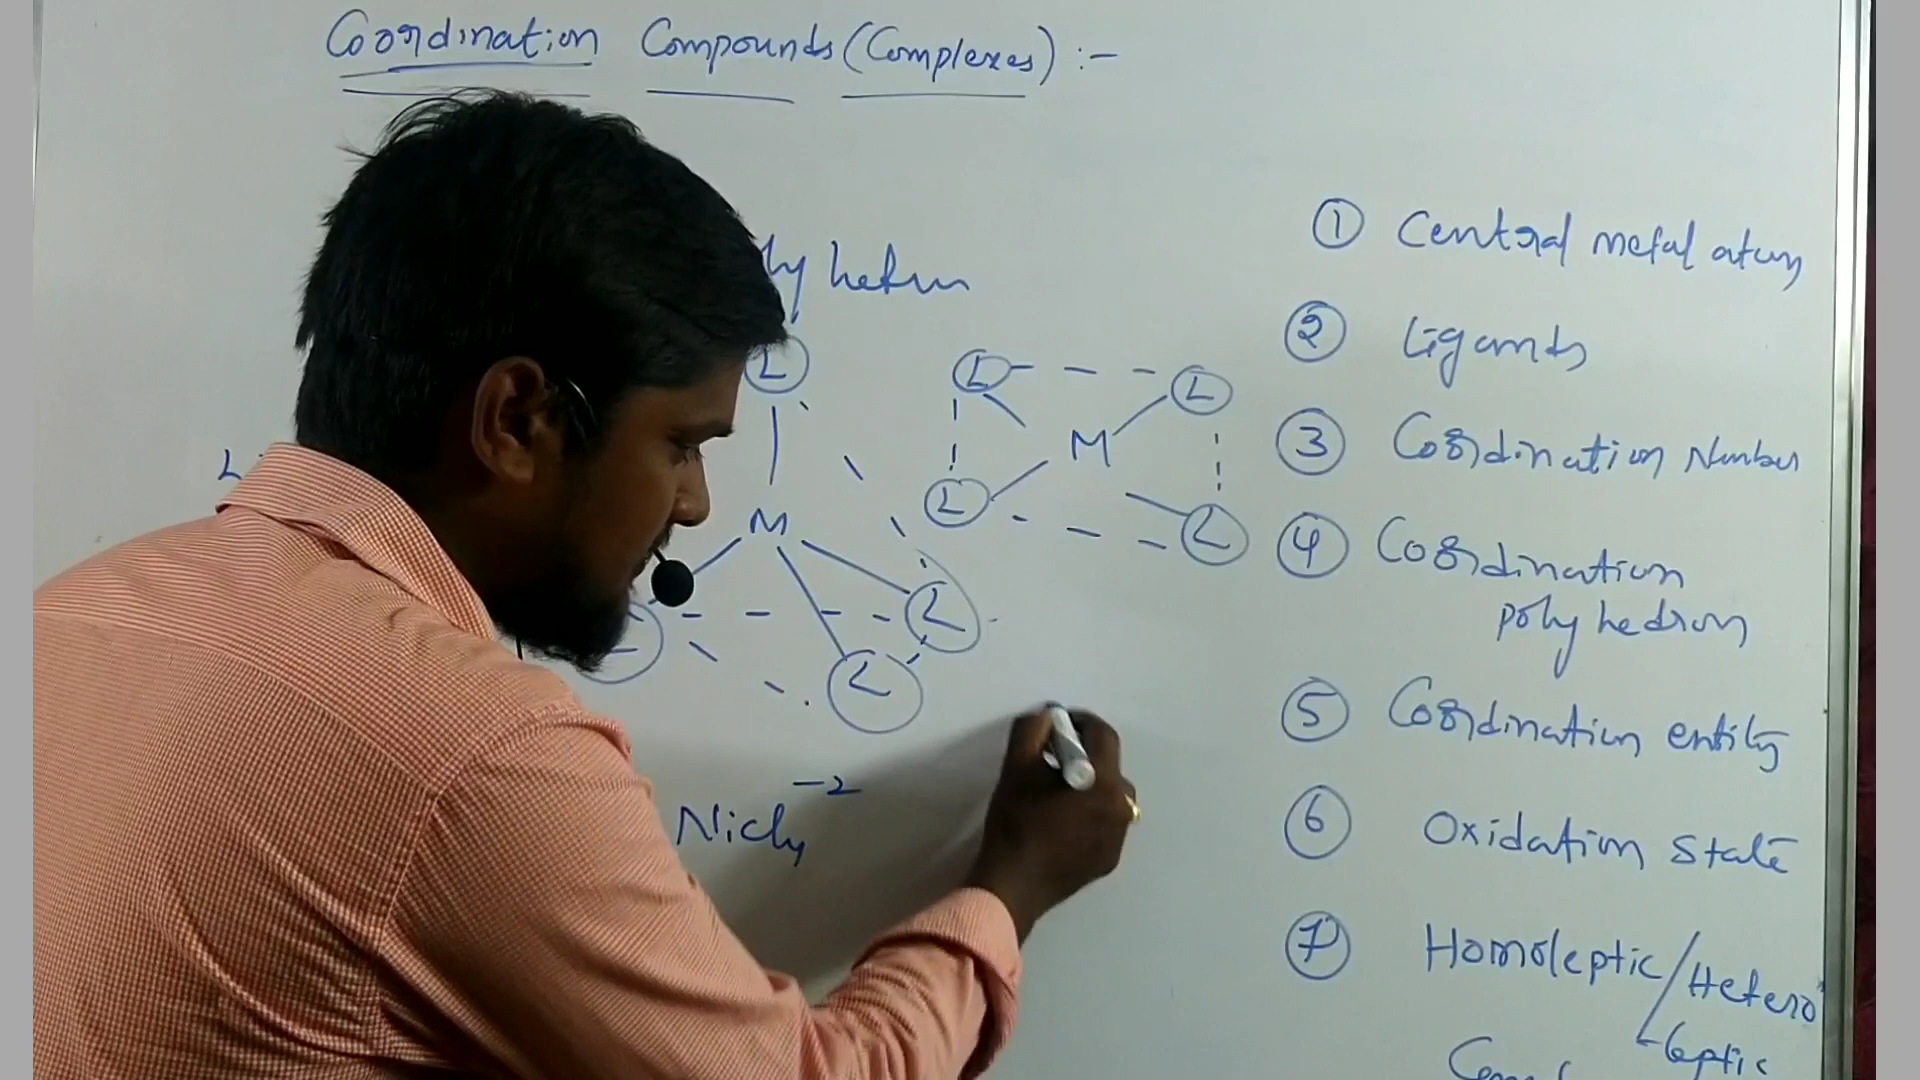 Coordination Compounds (Complexes) :-
① Central metal atom
② Ligands
③ Coordination Number
④ Coordination
polyhedron
⑤ Coordination entity
⑥ Oxidation state
⑦ Homoleptic / Hetero
leptic
L
L L
M
L L
M
L
L
L
NiCl4 -2